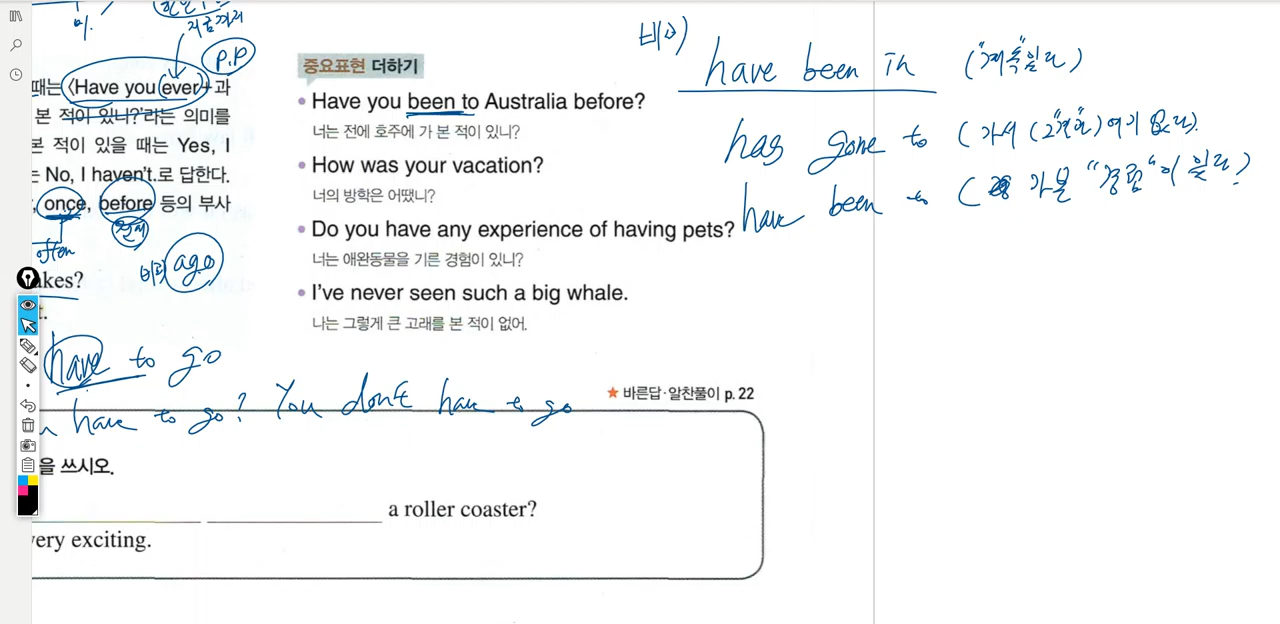 지금까지
P.P
중요표현 더하기
때는 〈Have you ever+ 과
본 적이 있니?’라는 의미를
본 적이 있을 때는 Yes, I
No, I haven't.로 답한다.
once, before 등의 부사
often
ago
akes?
t.
• Have you been to Australia before?
너는 전에 호주에 가 본 적이 있니?
• How was your vacation?
너의 방학은 어땠니?
• Do you have any experience of having pets?
너는 애완동물을 기른 경험이 있니?
• I've never seen such a big whale.
나는 그렇게 큰 고래를 본 적이 없어.
비교)
have been in ("계속"있다)
has gone to (가서 ("결과") 여기 없다).
have been to ( 가본 "경험"이 있다)
have to go
have to go? You don't have to go
★ 바른답·알찬풀이 p. 22
을 쓰시오.
a roller coaster?
very exciting.